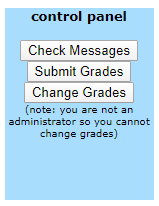 control panel
Check Messages
Submit Grades
Change Grades
(note: you are not an
administrator so you cannot
change grades)